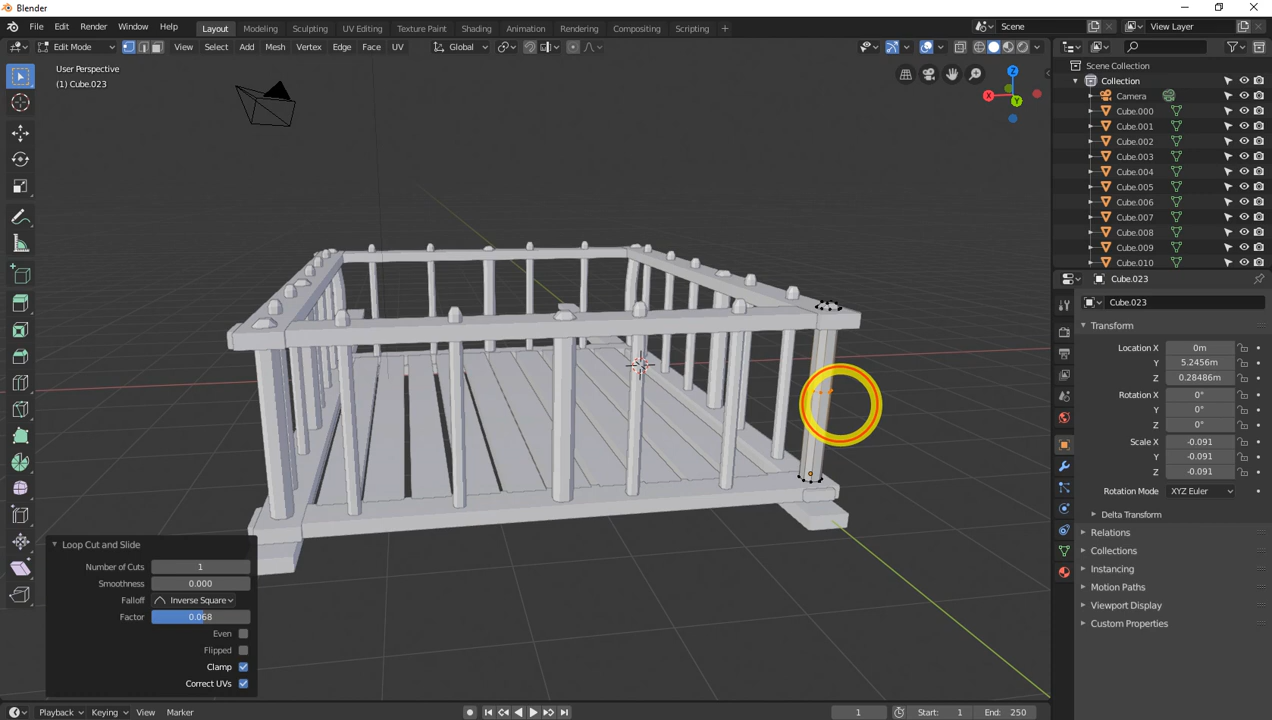 Blender
File Edit Render Window Help Layout Modeling Sculpting UV Editing Texture Paint Shading Animation Rendering Compositing Scripting + Scene View Layer
Edit Mode View Select Add Mesh Vertex Edge Face UV Global
User Perspective
(1) Cube.023
Z
X
Y
Scene Collection
Collection
Camera
Cube.000
Cube.001
Cube.002
Cube.003
Cube.004
Cube.005
Cube.006
Cube.007
Cube.008
Cube.009
Cube.010
Cube.023
Cube.023
Transform
Location X 0m
Y 5.2456m
Z 0.28486m
Rotation X 0°
Y 0°
Z 0°
Scale X -0.091
Y -0.091
Z -0.091
Rotation Mode XYZ Euler
Delta Transform
Relations
Collections
Instancing
Motion Paths
Viewport Display
Custom Properties
Loop Cut and Slide
Number of Cuts 1
Smoothness 0.000
Falloff Inverse Square
Factor 0.068
Even
Flipped
Clamp
Correct UVs
Playback Keying View Marker 1 Start: 1 End: 250